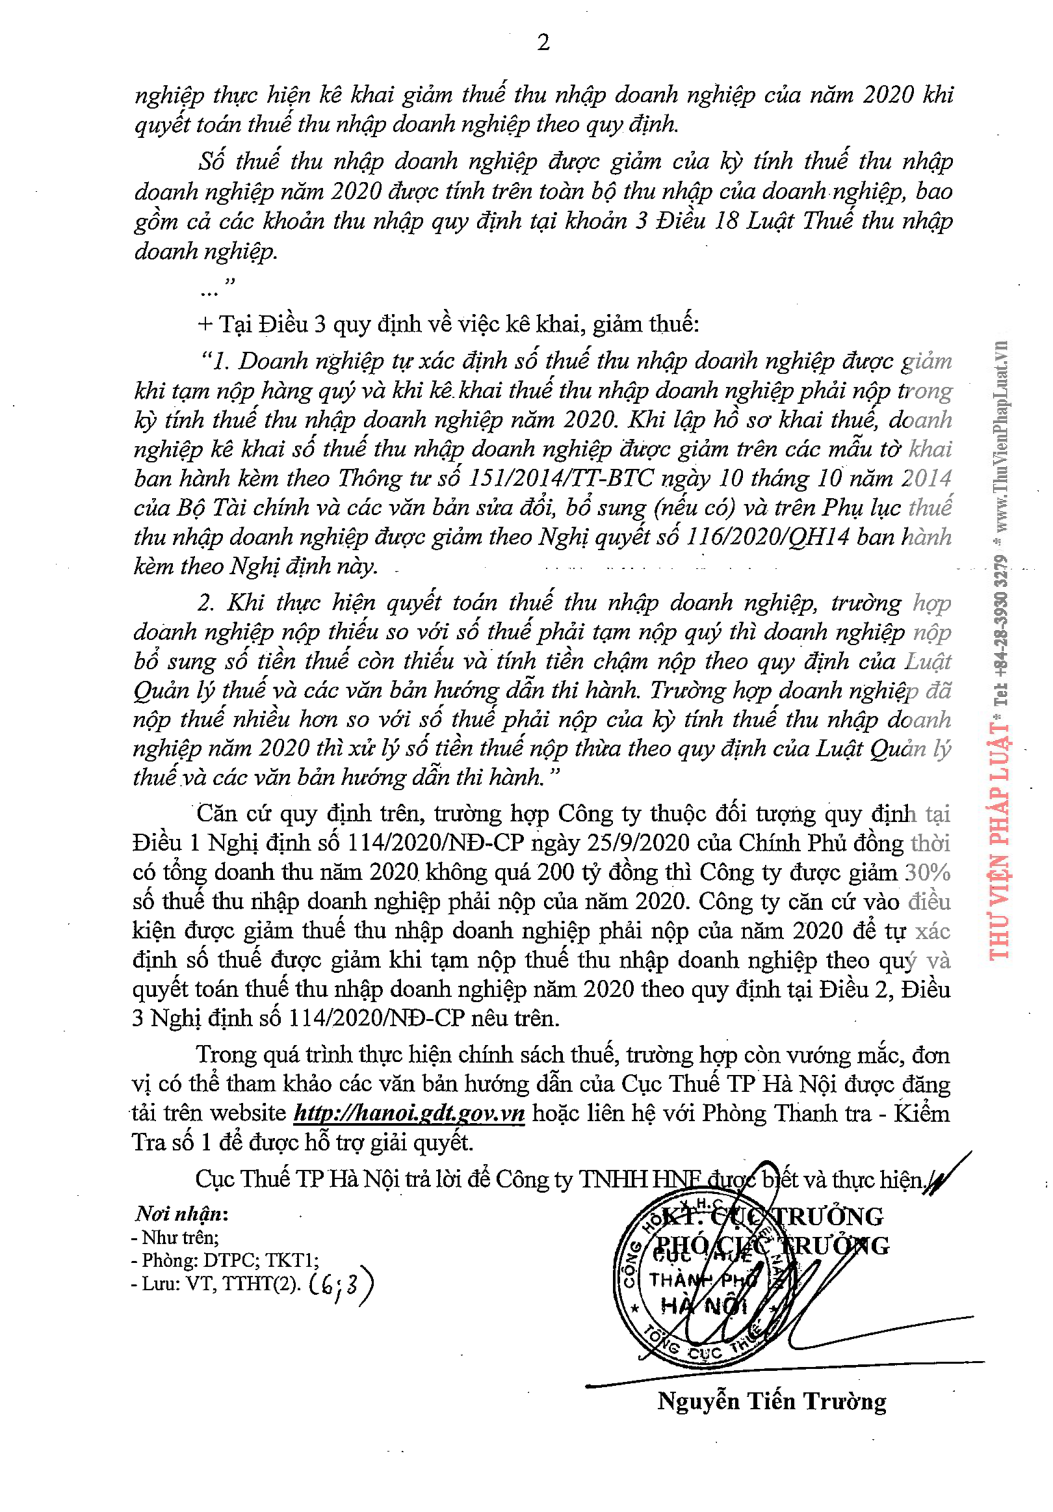 2
nghiệp thực hiện kê khai giảm thuế thu nhập doanh nghiệp của năm 2020 khi
quyết toán thuế thu nhập doanh nghiệp theo quy định.
Số thuế thu nhập doanh nghiệp được giảm của kỳ tính thuế thu nhập
doanh nghiệp năm 2020 được tính trên toàn bộ thu nhập của doanh nghiệp, bao
gồm cả các khoản thu nhập quy định tại khoản 3 Điều 18 Luật Thuế thu nhập
doanh nghiệp.
... ”
+ Tại Điều 3 quy định về việc kê khai, giảm thuế:
“1. Doanh nghiệp tự xác định số thuế thu nhập doanh nghiệp được giảm
khi tạm nộp hàng quý và khi kê khai thuế thu nhập doanh nghiệp phải nộp trong
kỳ tính thuế thu nhập doanh nghiệp năm 2020. Khi lập hồ sơ khai thuế, doanh
nghiệp kê khai số thuế thu nhập doanh nghiệp được giảm trên các mẫu tờ khai
ban hành kèm theo Thông tư số 151/2014/TT-BTC ngày 10 tháng 10 năm 2014
của Bộ Tài chính và các văn bản sửa đổi, bổ sung (nếu có) và trên Phụ lục thuế
thu nhập doanh nghiệp được giảm theo Nghị quyết số 116/2020/QH14 ban hành
kèm theo Nghị định này.
2. Khi thực hiện quyết toán thuế thu nhập doanh nghiệp, trường hợp
doanh nghiệp nộp thiếu so với số thuế phải tạm nộp quý thì doanh nghiệp nộp
bổ sung số tiền thuế còn thiếu và tính tiền chậm nộp theo quy định của Luật
Quản lý thuế và các văn bản hướng dẫn thi hành. Trường hợp doanh nghiệp đã
nộp thuế nhiều hơn so với số thuế phải nộp của kỳ tính thuế thu nhập doanh
nghiệp năm 2020 thì xử lý số tiền thuế nộp thừa theo quy định của Luật Quản lý
thuế và các văn bản hướng dẫn thi hành.”
Căn cứ quy định trên, trường hợp Công ty thuộc đối tượng quy định tại
Điều 1 Nghị định số 114/2020/NĐ-CP ngày 25/9/2020 của Chính Phủ đồng thời
có tổng doanh thu năm 2020 không quá 200 tỷ đồng thì Công ty được giảm 30%
số thuế thu nhập doanh nghiệp phải nộp của năm 2020. Công ty căn cứ vào điều
kiện được giảm thuế thu nhập doanh nghiệp phải nộp của năm 2020 để tự xác
định số thuế được giảm khi tạm nộp thuế thu nhập doanh nghiệp theo quý và
quyết toán thuế thu nhập doanh nghiệp năm 2020 theo quy định tại Điều 2, Điều
3 Nghị định số 114/2020/NĐ-CP nêu trên.
Trong quá trình thực hiện chính sách thuế, trường hợp còn vướng mắc, đơn
vị có thể tham khảo các văn bản hướng dẫn của Cục Thuế TP Hà Nội được đăng
tải trên website http://hanoi.gdt.gov.vn hoặc liên hệ với Phòng Thanh tra - Kiểm
Tra số 1 để được hỗ trợ giải quyết.
Cục Thuế TP Hà Nội trả lời để Công ty TNHH HNF được biết và thực hiện./.
Nơi nhận:
- Như trên;
- Phòng: DTPC; TKT1;
- Lưu: VT, TTHT(2). (6;3)
KT. CỤC TRƯỞNG
PHÓ CỤC TRƯỞNG
CỘNG HÒA X.H.C.N VIỆT NAM
CỤC THUẾ
THÀNH PHỐ
HÀ NỘI
★ TỔNG CỤC THUẾ ★
Nguyễn Tiến Trường
THƯ VIỆN PHÁP LUẬT * Tel: +84-28-3930 3279 * www.ThuVienPhapLuat.vn